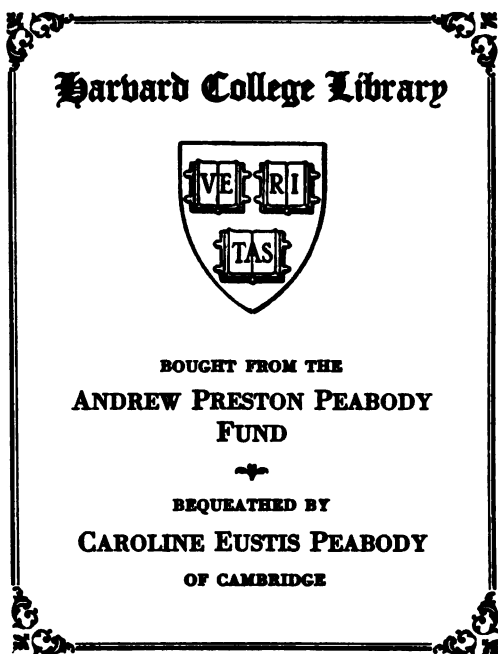 Harvard College Library
VE RI
TAS
BOUGHT FROM THE
ANDREW PRESTON PEABODY
FUND
BEQUEATHED BY
CAROLINE EUSTIS PEABODY
OF CAMBRIDGE